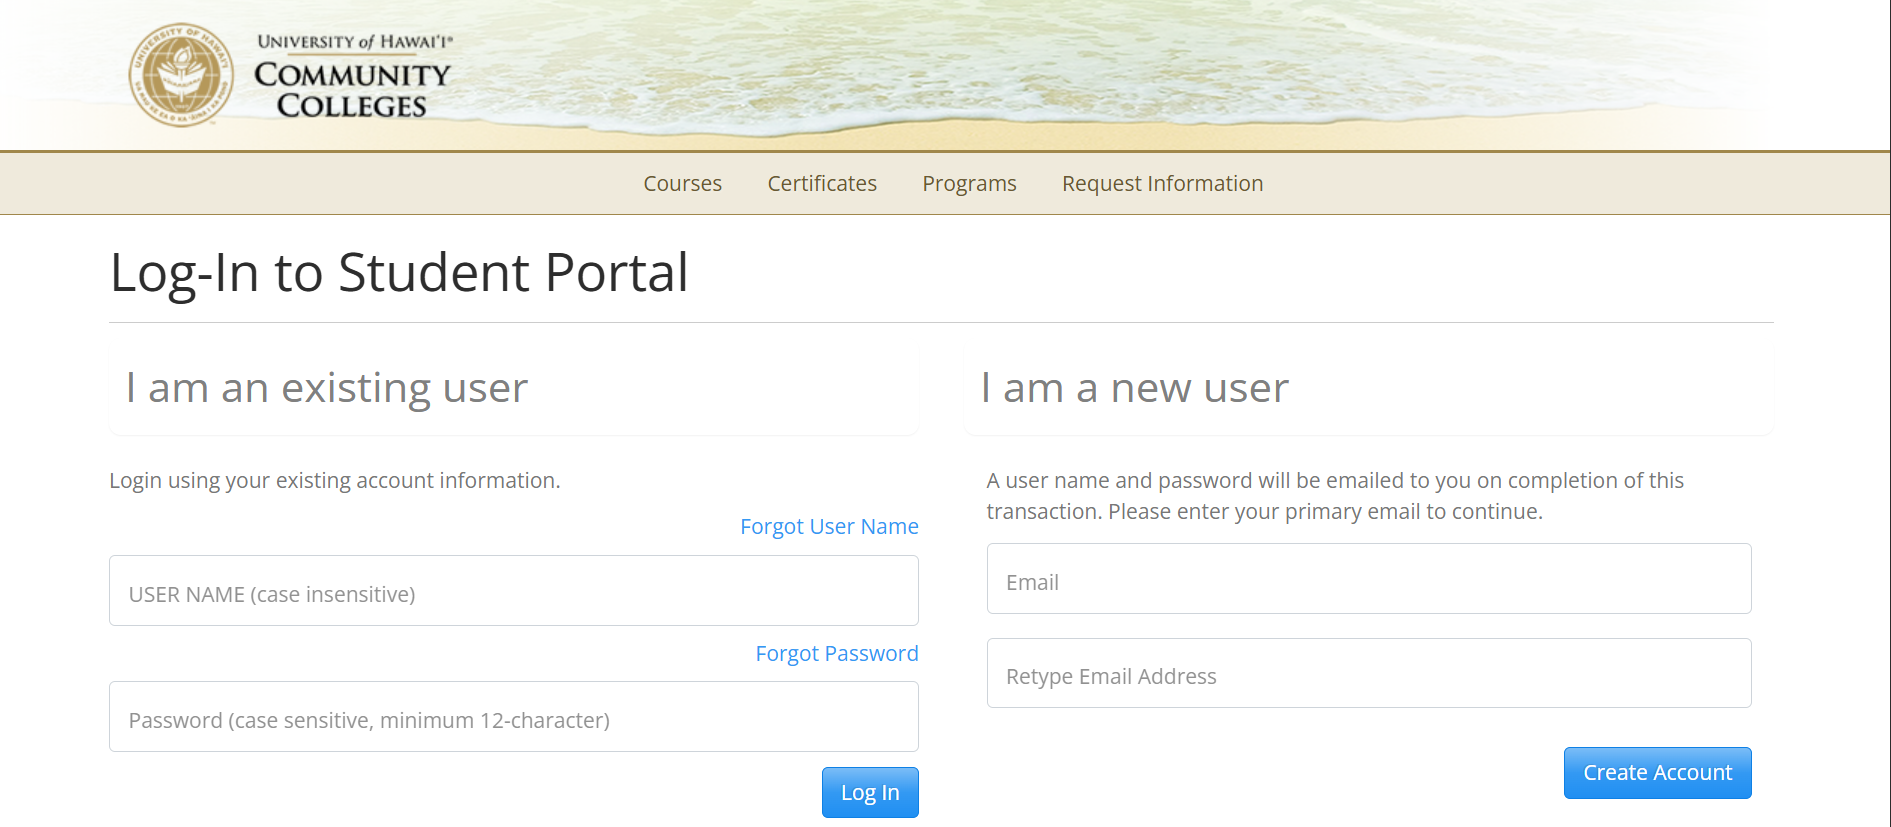 UNIVERSITY of HAWAI'I®
COMMUNITY
COLLEGES
Courses
Certificates
Programs
Request Information
Log-In to Student Portal
I am an existing user
Login using your existing account information.
Forgot User Name
USER NAME (case insensitive)
Forgot Password
Password (case sensitive, minimum 12-character)
Log In
I am a new user
A user name and password will be emailed to you on completion of this
transaction. Please enter your primary email to continue.
Email
Retype Email Address
Create Account